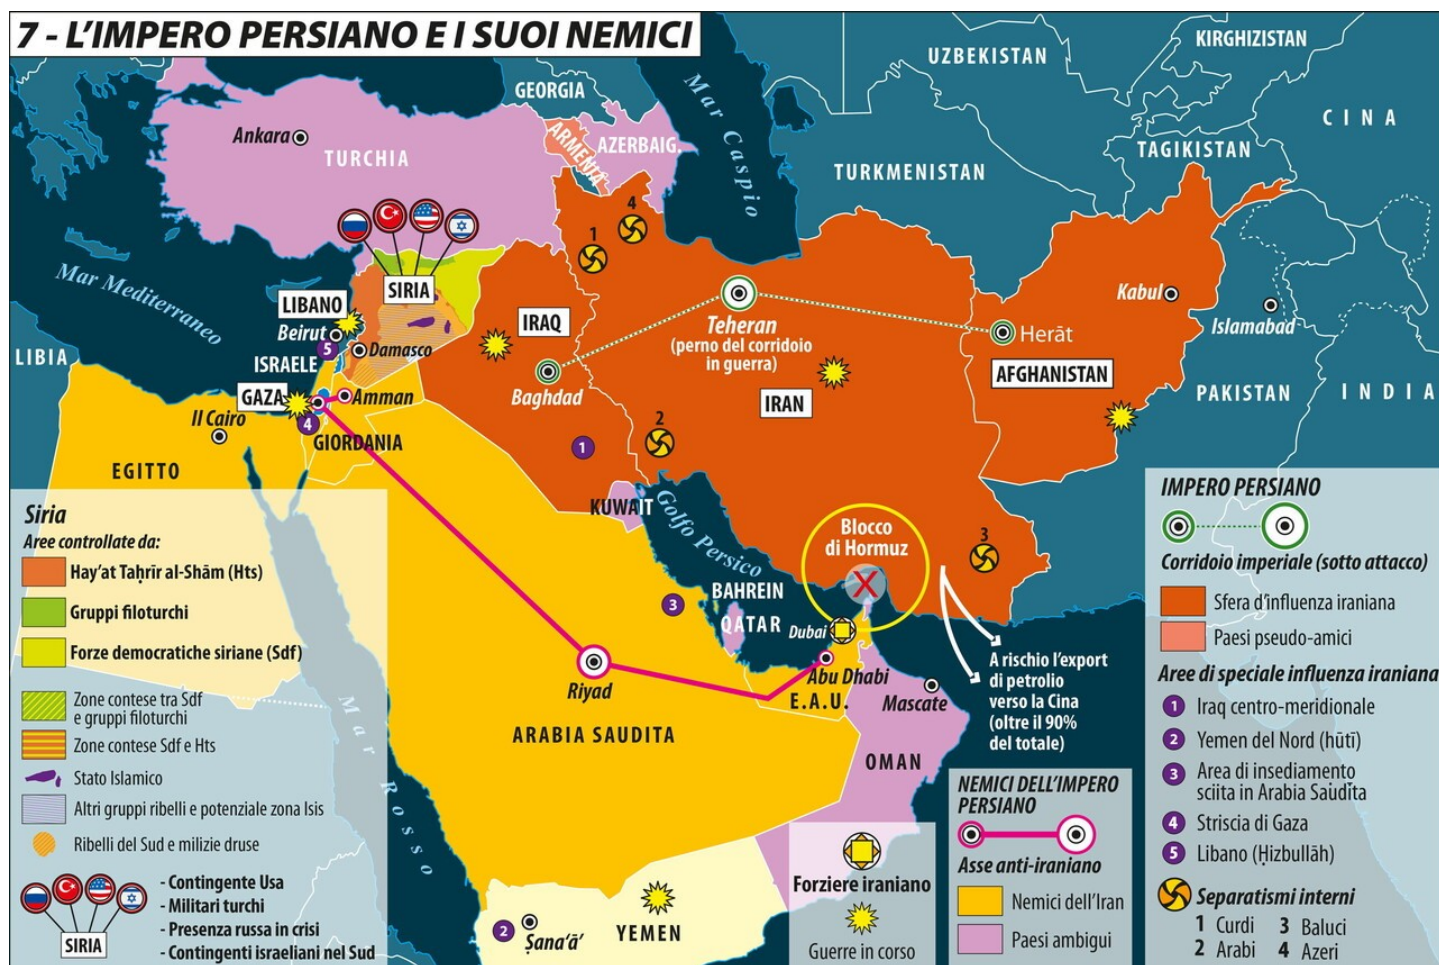 7 - L'IMPERO PERSIANO E I SUOI NEMICI
UZBEKISTAN
KIRGHIZISTAN
GEORGIA
Mar Caspio
CINA
Ankara
TURCHIA
ARMENIA
AZERBAIG.
TURKMENISTAN
TAGIKISTAN
4
1
Mar Mediterraneo
SIRIA
LIBANO
Beirut
IRAQ
Teheran
(perno del corridoio
in guerra)
Herāt
Kabul
Islamabad
LIBIA
5
ISRAELE
Damasco
Baghdad
IRAN
AFGHANISTAN
PAKISTAN
INDIA
GAZA
Amman
Il Cairo
4
GIORDANIA
2
1
EGITTO
KUWAIT
Golfo Persico
Blocco
di Hormuz
X
3
3
BAHREIN
QATAR
Dubai
Abu Dhabi
E.A.U.
Mascate
A rischio l'export
di petrolio
verso la Cina
(oltre il 90%
del totale)
Riyad
ARABIA SAUDITA
OMAN
Mar Rosso
2
Ṣana'ā'
YEMEN
Siria
Aree controllate da:
Hay'at Taḥrīr al-Shām (Hts)
Gruppi filoturchi
Forze democratiche siriane (Sdf)
Zone contese tra Sdf
e gruppi filoturchi
Zone contese Sdf e Hts
Stato Islamico
Altri gruppi ribelli e potenziale zona Isis
Ribelli del Sud e milizie druse
SIRIA
- Contingente Usa
- Militari turchi
- Presenza russa in crisi
- Contingenti israeliani nel Sud
Forziere iraniano
Guerre in corso
NEMICI DELL'IMPERO
PERSIANO
Asse anti-iraniano
Nemici dell'Iran
Paesi ambigui
IMPERO PERSIANO
Corridoio imperiale (sotto attacco)
Sfera d'influenza iraniana
Paesi pseudo-amici
Aree di speciale influenza iraniana
1 Iraq centro-meridionale
2 Yemen del Nord (hūtī)
3 Area di insediamento
sciita in Arabia Saudita
4 Striscia di Gaza
5 Libano (Ḥizbullāh)
Separatismi interni
1 Curdi 3 Baluci
2 Arabi 4 Azeri